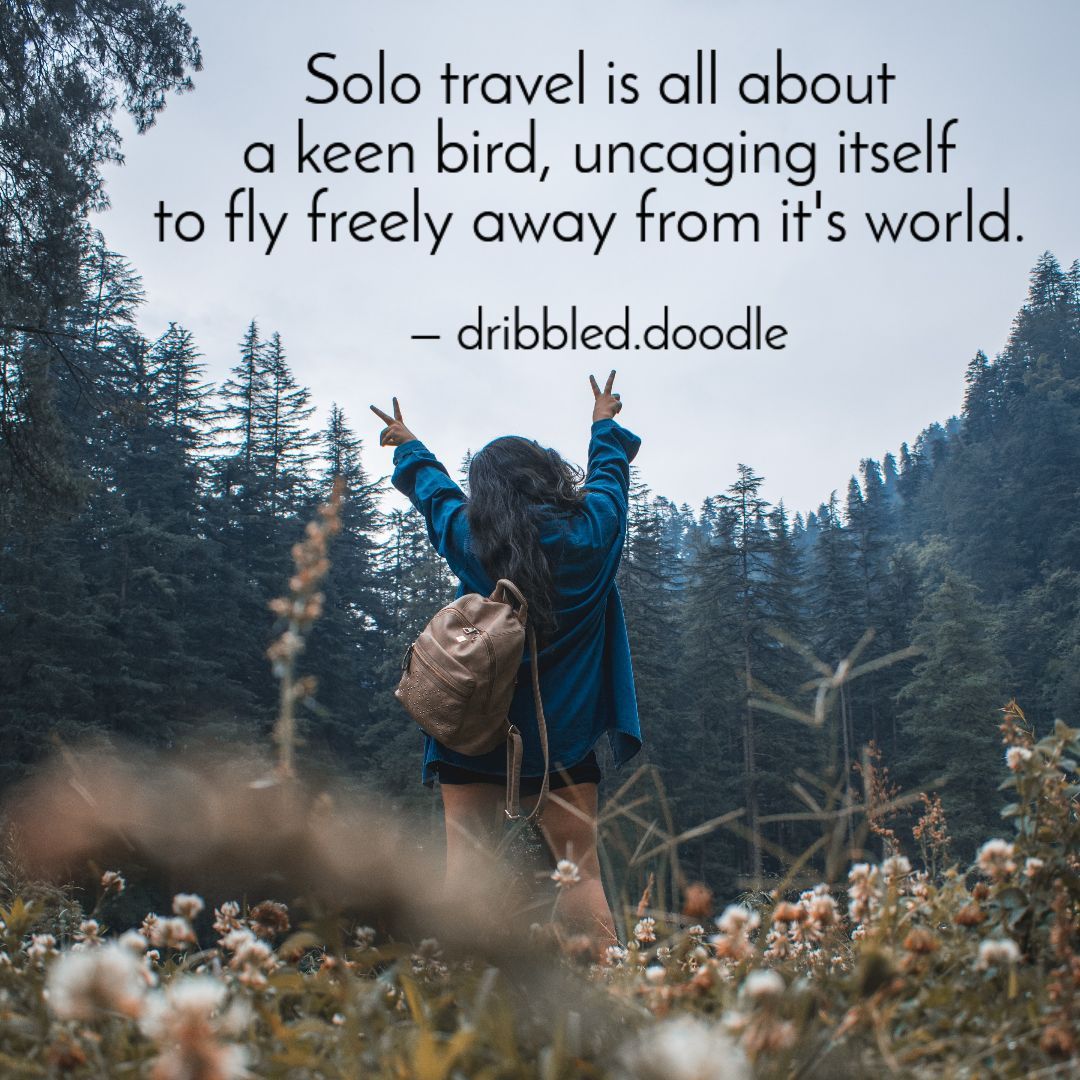 Solo travel is all about
a keen bird, uncaging itself
to fly freely away from it's world.
– dribbled.doodle